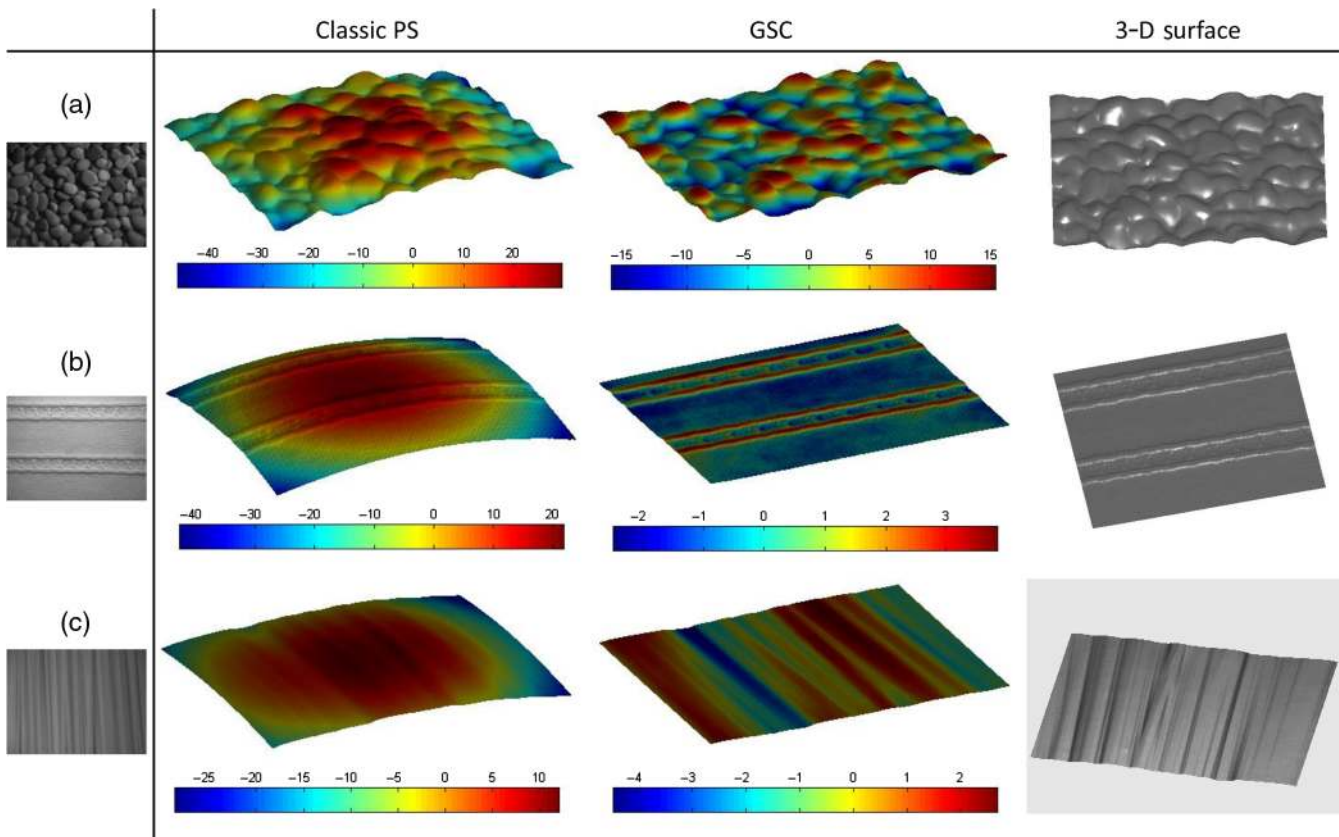 Classic PS GSC 3-D surface
(a)
−40 −30 −20 −10 0 10 20
−15 −10 −5 0 5 10 15
(b)
−40 −30 −20 −10 0 10 20
−2 −1 0 1 2 3
(c)
−25 −20 −15 −10 −5 0 5 10
−4 −3 −2 −1 0 1 2